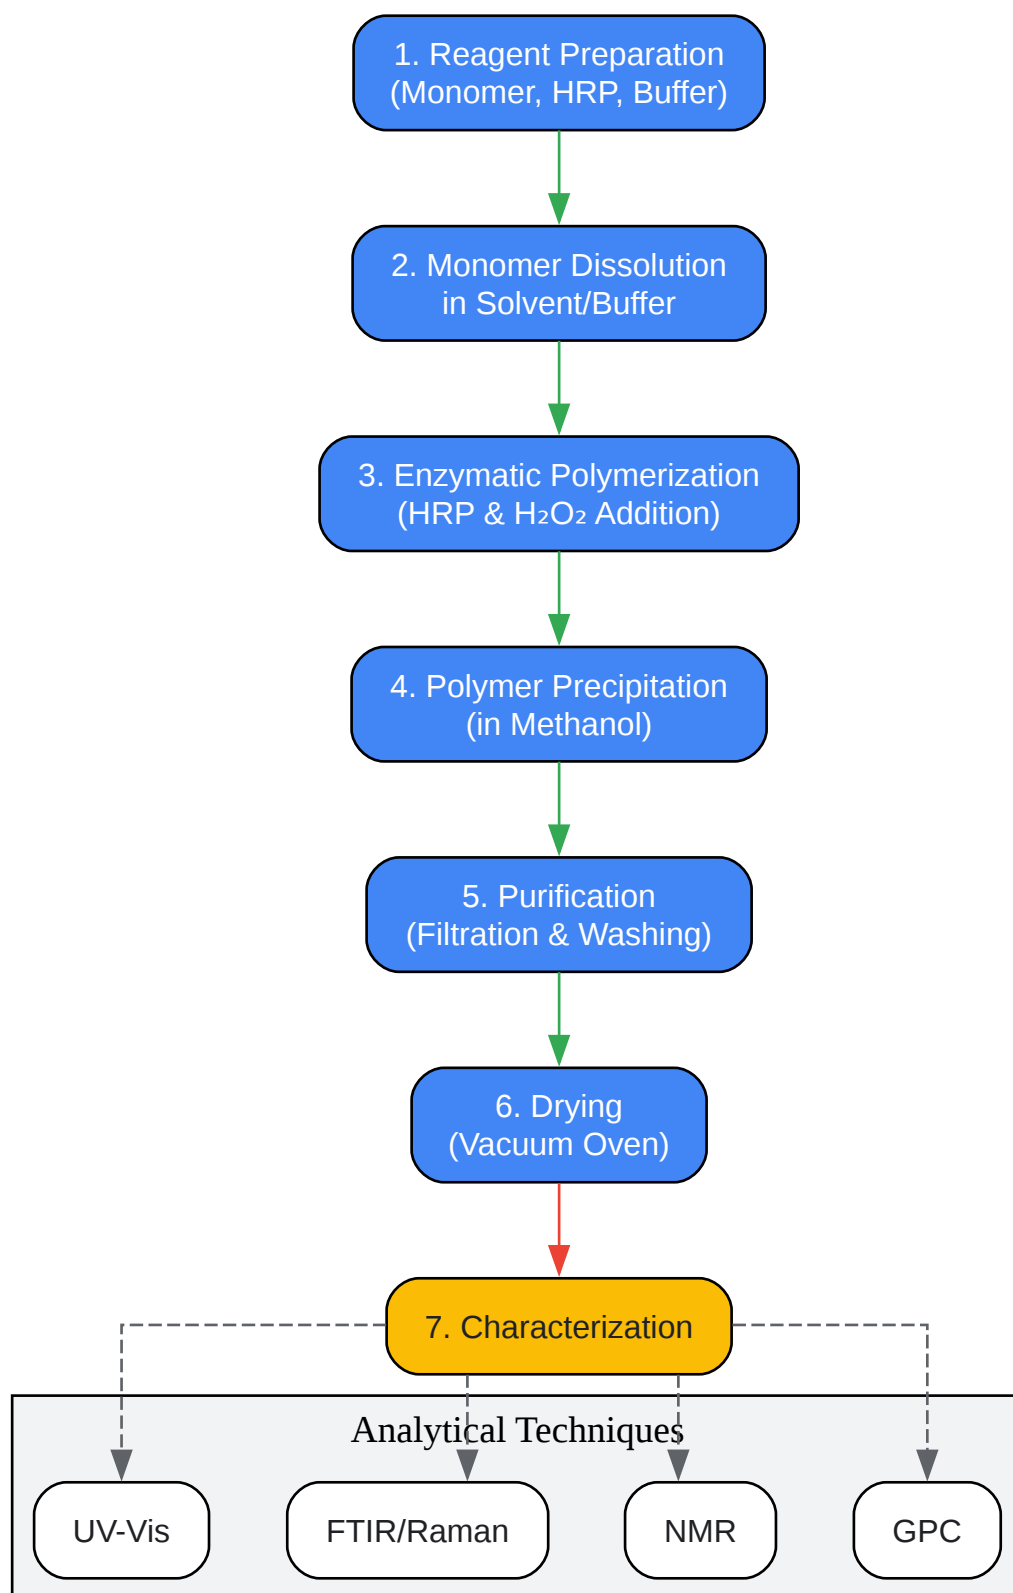 1. Reagent Preparation
(Monomer, HRP, Buffer)
2. Monomer Dissolution
in Solvent/Buffer
3. Enzymatic Polymerization
(HRP & H₂O₂ Addition)
4. Polymer Precipitation
(in Methanol)
5. Purification
(Filtration & Washing)
6. Drying
(Vacuum Oven)
7. Characterization
Analytical Techniques
UV-Vis
FTIR/Raman
NMR
GPC